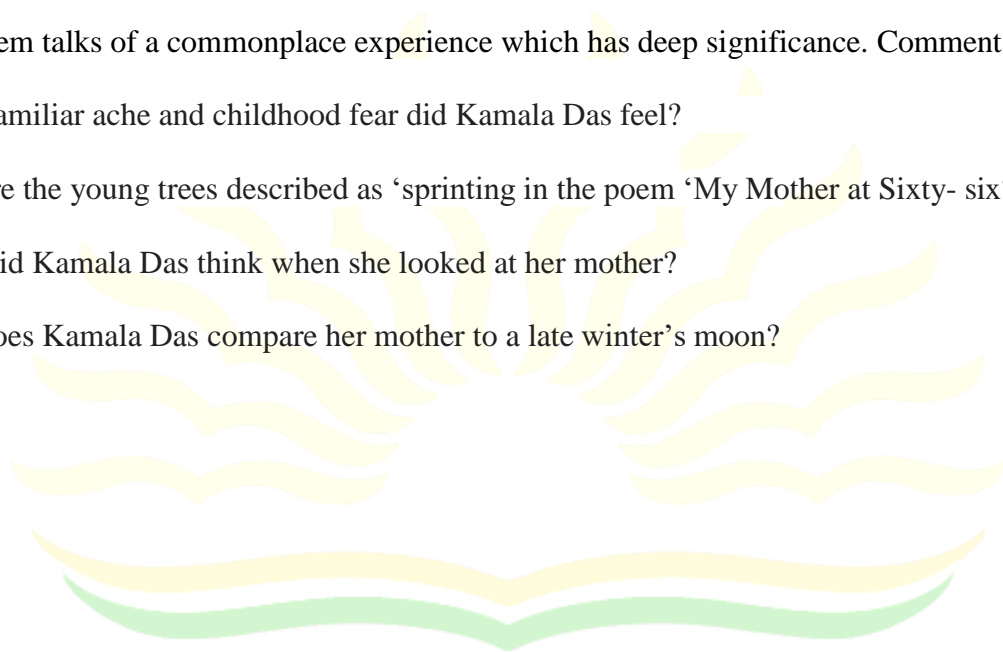 em talks of a commonplace experience which has deep significance. Comment
amiliar ache and childhood fear did Kamala Das feel?
re the young trees described as ‘sprinting in the poem ‘My Mother at Sixty- six’
id Kamala Das think when she looked at her mother?
oes Kamala Das compare her mother to a late winter’s moon?